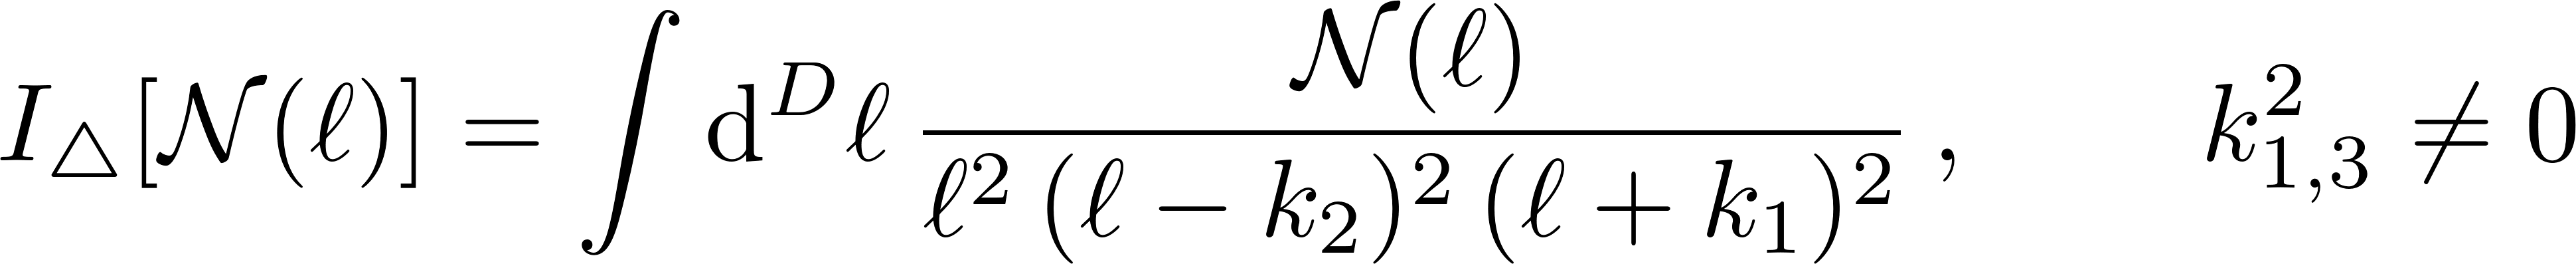 $I_{\triangle}[\mathcal{N}(\ell)] = \int \mathrm{d}^{D}\ell \, \frac{\mathcal{N}(\ell)}{\ell^2 \, (\ell - k_2)^2 \, (\ell + k_1)^2} \, , \qquad k_{1,3}^2 \neq 0$